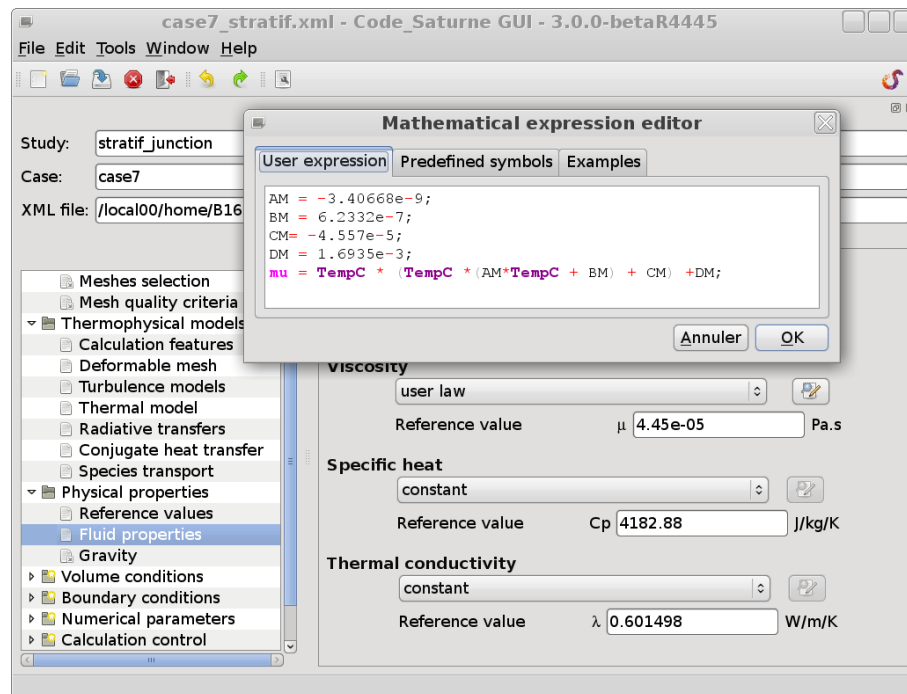 case7_stratif.xml - Code_Saturne GUI - 3.0.0-betaR4445
File Edit Tools Window Help
Study: stratif_junction
Case: case7
XML file: /local00/home/B16
Mathematical expression editor
User expression Predefined symbols Examples
AM = -3.40668e-9;
BM = 6.2332e-7;
CM= -4.557e-5;
DM = 1.6935e-3;
mu = TempC * (TempC *(AM*TempC + BM) + CM) +DM;
Annuler OK
Meshes selection
Mesh quality criteria
Thermophysical models
Calculation features
Deformable mesh
Turbulence models
Thermal model
Radiative transfers
Conjugate heat transfer
Species transport
Physical properties
Reference values
Fluid properties
Gravity
Volume conditions
Boundary conditions
Numerical parameters
Calculation control
Viscosity
user law
Reference value μ 4.45e-05 Pa.s
Specific heat
constant
Reference value Cp 4182.88 J/kg/K
Thermal conductivity
constant
Reference value λ 0.601498 W/m/K